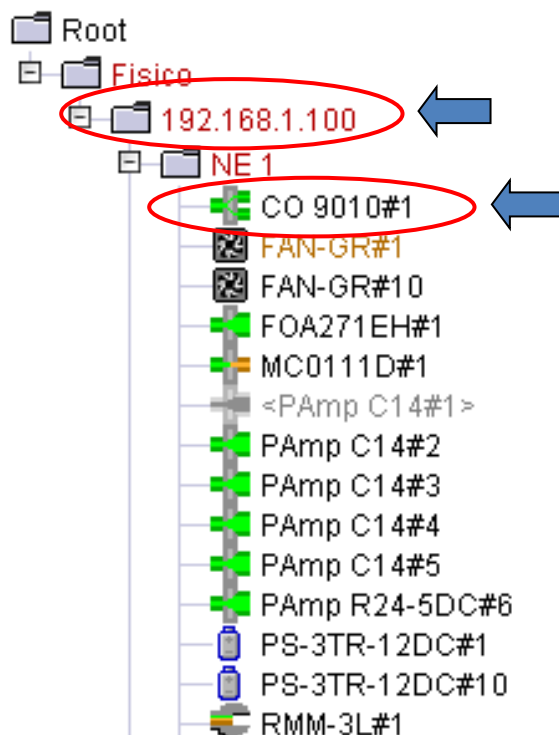 Root
Fisico
192.168.1.100
NE 1
CO 9010#1
FAN-GR#1
FAN-GR#10
FOA271EH#1
MC0111D#1
<PAmp C14#1>
PAmp C14#2
PAmp C14#3
PAmp C14#4
PAmp C14#5
PAmp R24-5DC#6
PS-3TR-12DC#1
PS-3TR-12DC#10
RMM-3L#1